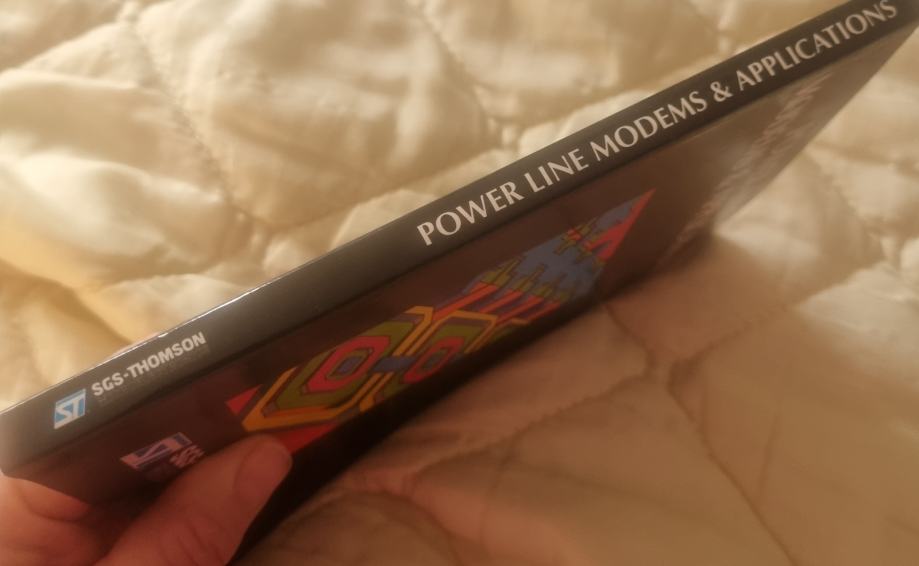 POWER LINE MODEMS & APPLICATIONS
ST SGS-THOMSON